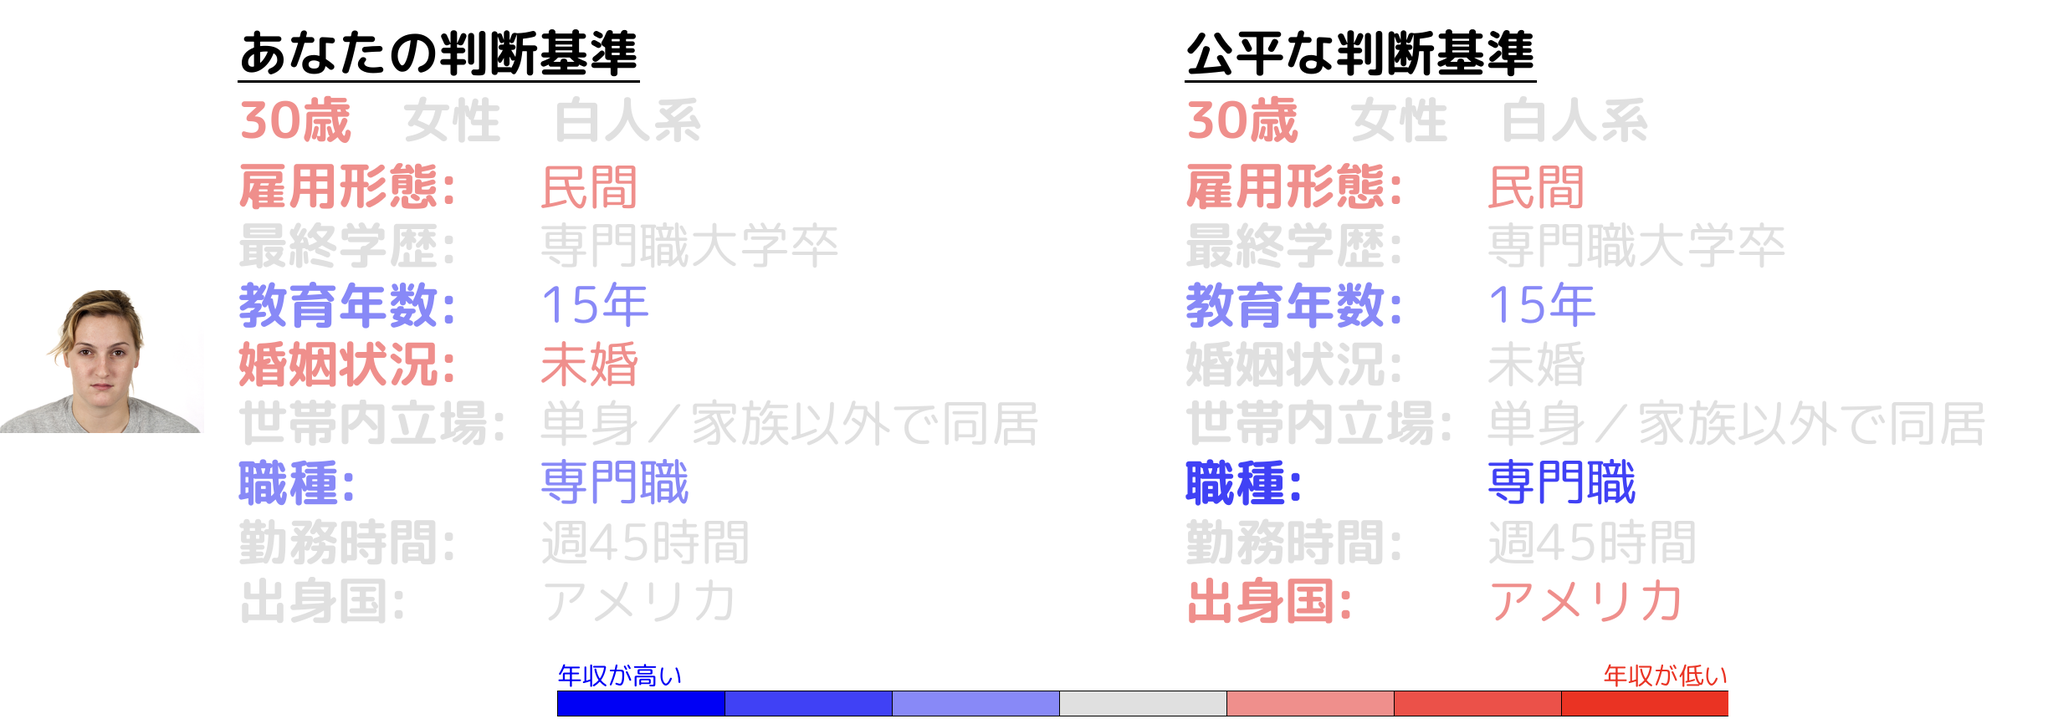 あなたの判断基準
30歳 女性 白人系
雇用形態: 民間
最終学歴: 専門職大学卒
教育年数: 15年
婚姻状況: 未婚
世帯内立場: 単身／家族以外で同居
職種: 専門職
勤務時間: 週45時間
出身国: アメリカ
公平な判断基準
30歳 女性 白人系
雇用形態: 民間
最終学歴: 専門職大学卒
教育年数: 15年
婚姻状況: 未婚
世帯内立場: 単身／家族以外で同居
職種: 専門職
勤務時間: 週45時間
出身国: アメリカ
年収が高い
年収が低い